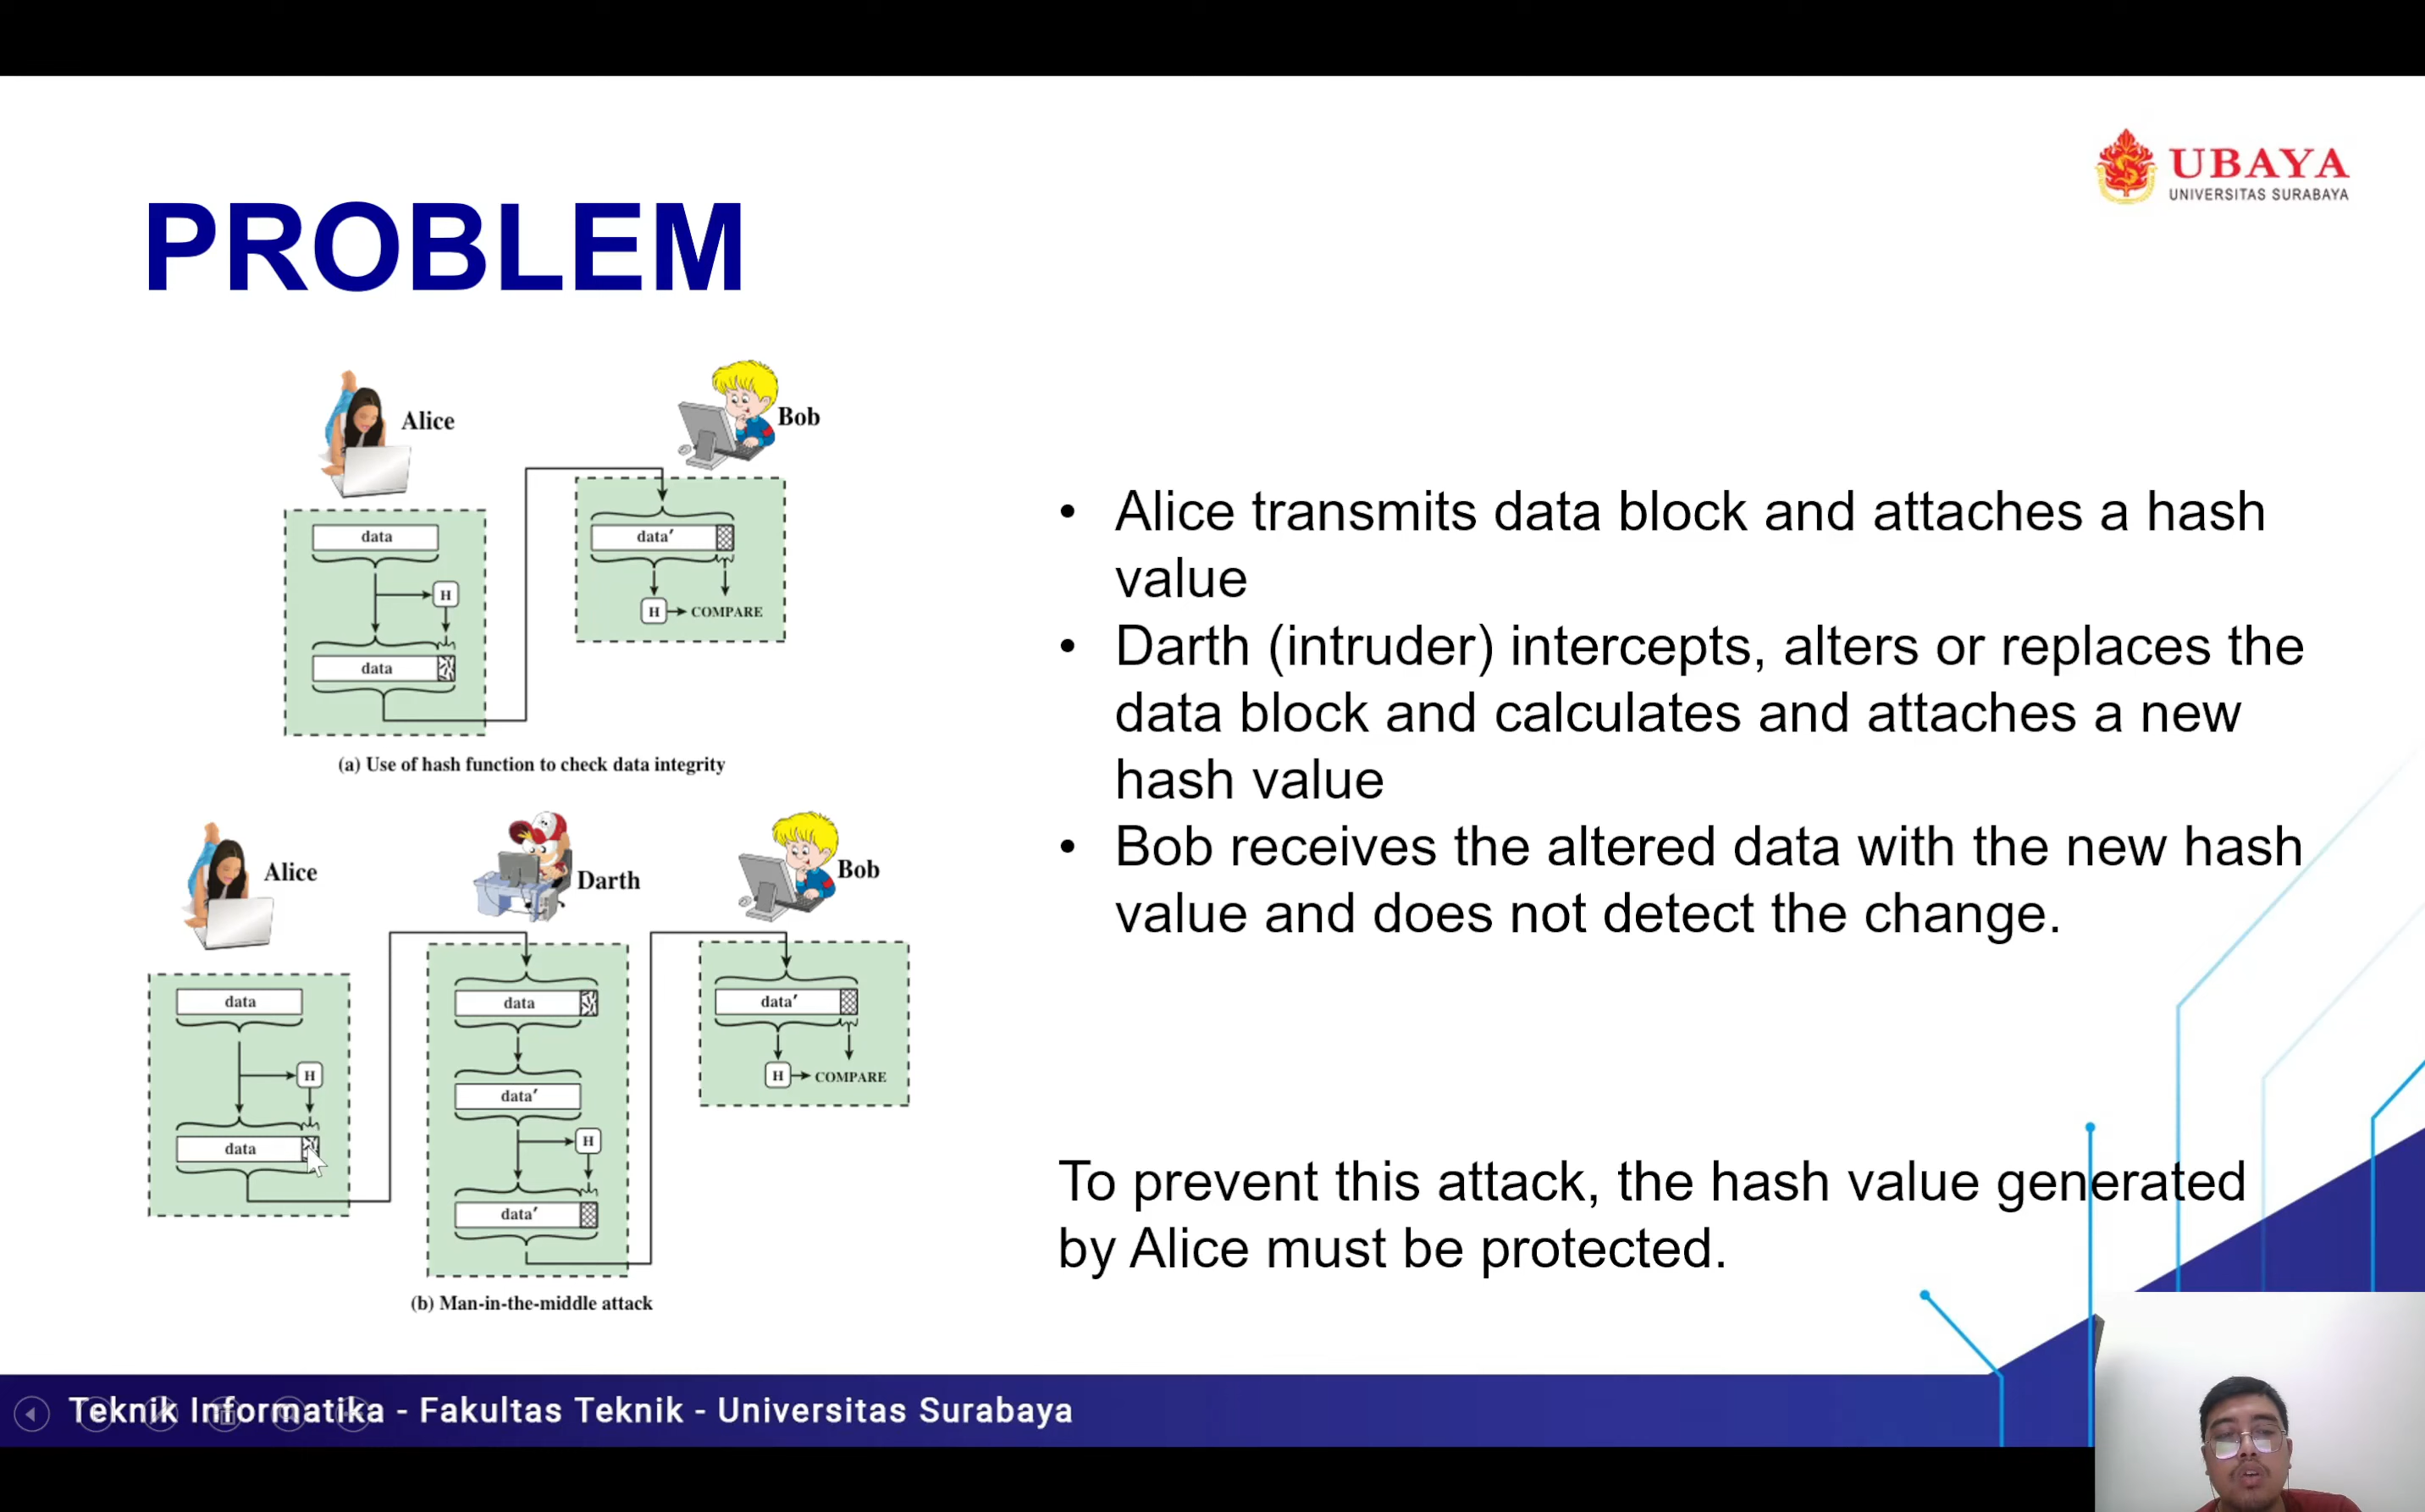 UBAYA
UNIVERSITAS SURABAYA
PROBLEM
Alice
Bob
data
H
data
data′
H
COMPARE
(a) Use of hash function to check data integrity
Alice
Darth
Bob
data
H
data
data
data′
H
data′
data′
H
COMPARE
(b) Man-in-the-middle attack
• Alice transmits data block and attaches a hash
value
• Darth (intruder) intercepts, alters or replaces the
data block and calculates and attaches a new
hash value
• Bob receives the altered data with the new hash
value and does not detect the change.
To prevent this attack, the hash value generated
by Alice must be protected.
Teknik Informatika - Fakultas Teknik - Universitas Surabaya